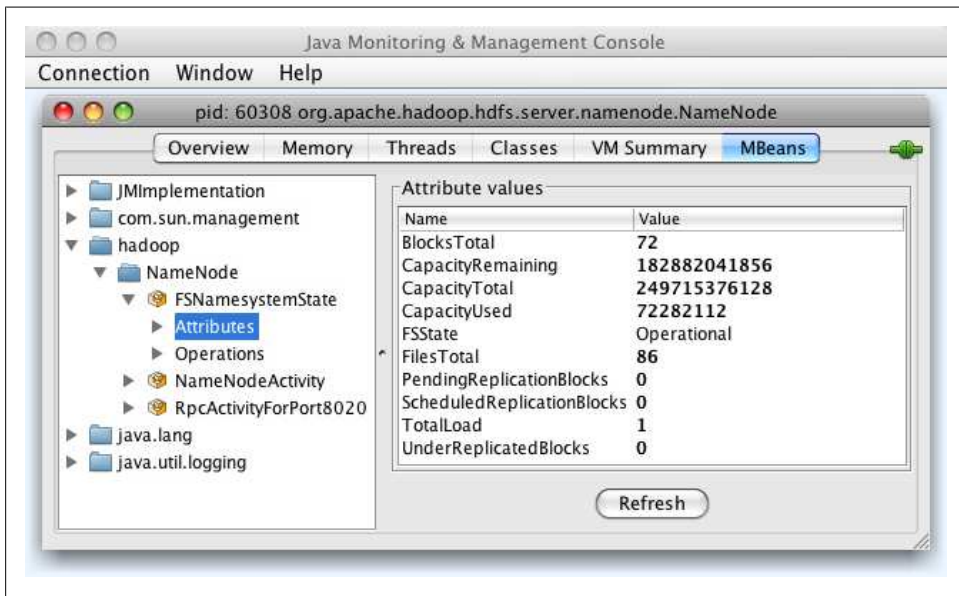 Java Monitoring & Management Console
Connection Window Help
pid: 60308 org.apache.hadoop.hdfs.server.namenode.NameNode
Overview Memory Threads Classes VM Summary MBeans
JMImplementation
com.sun.management
hadoop
NameNode
FSNamesystemState
Attributes
Operations
NameNodeActivity
RpcActivityForPort8020
java.lang
java.util.logging
Attribute values
Name Value
BlocksTotal 72
CapacityRemaining 182882041856
CapacityTotal 249715376128
CapacityUsed 72282112
FSState Operational
FilesTotal 86
PendingReplicationBlocks 0
ScheduledReplicationBlocks 0
TotalLoad 1
UnderReplicatedBlocks 0
Refresh